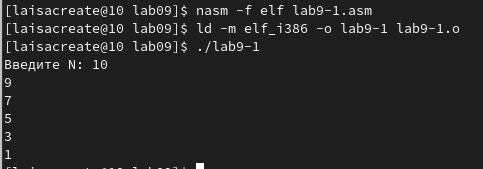 [laisacreate@10 lab09]$ nasm -f elf lab9-1.asm
[laisacreate@10 lab09]$ ld -m elf_i386 -o lab9-1 lab9-1.o
[laisacreate@10 lab09]$ ./lab9-1
Введите N: 10
9
7
5
3
1